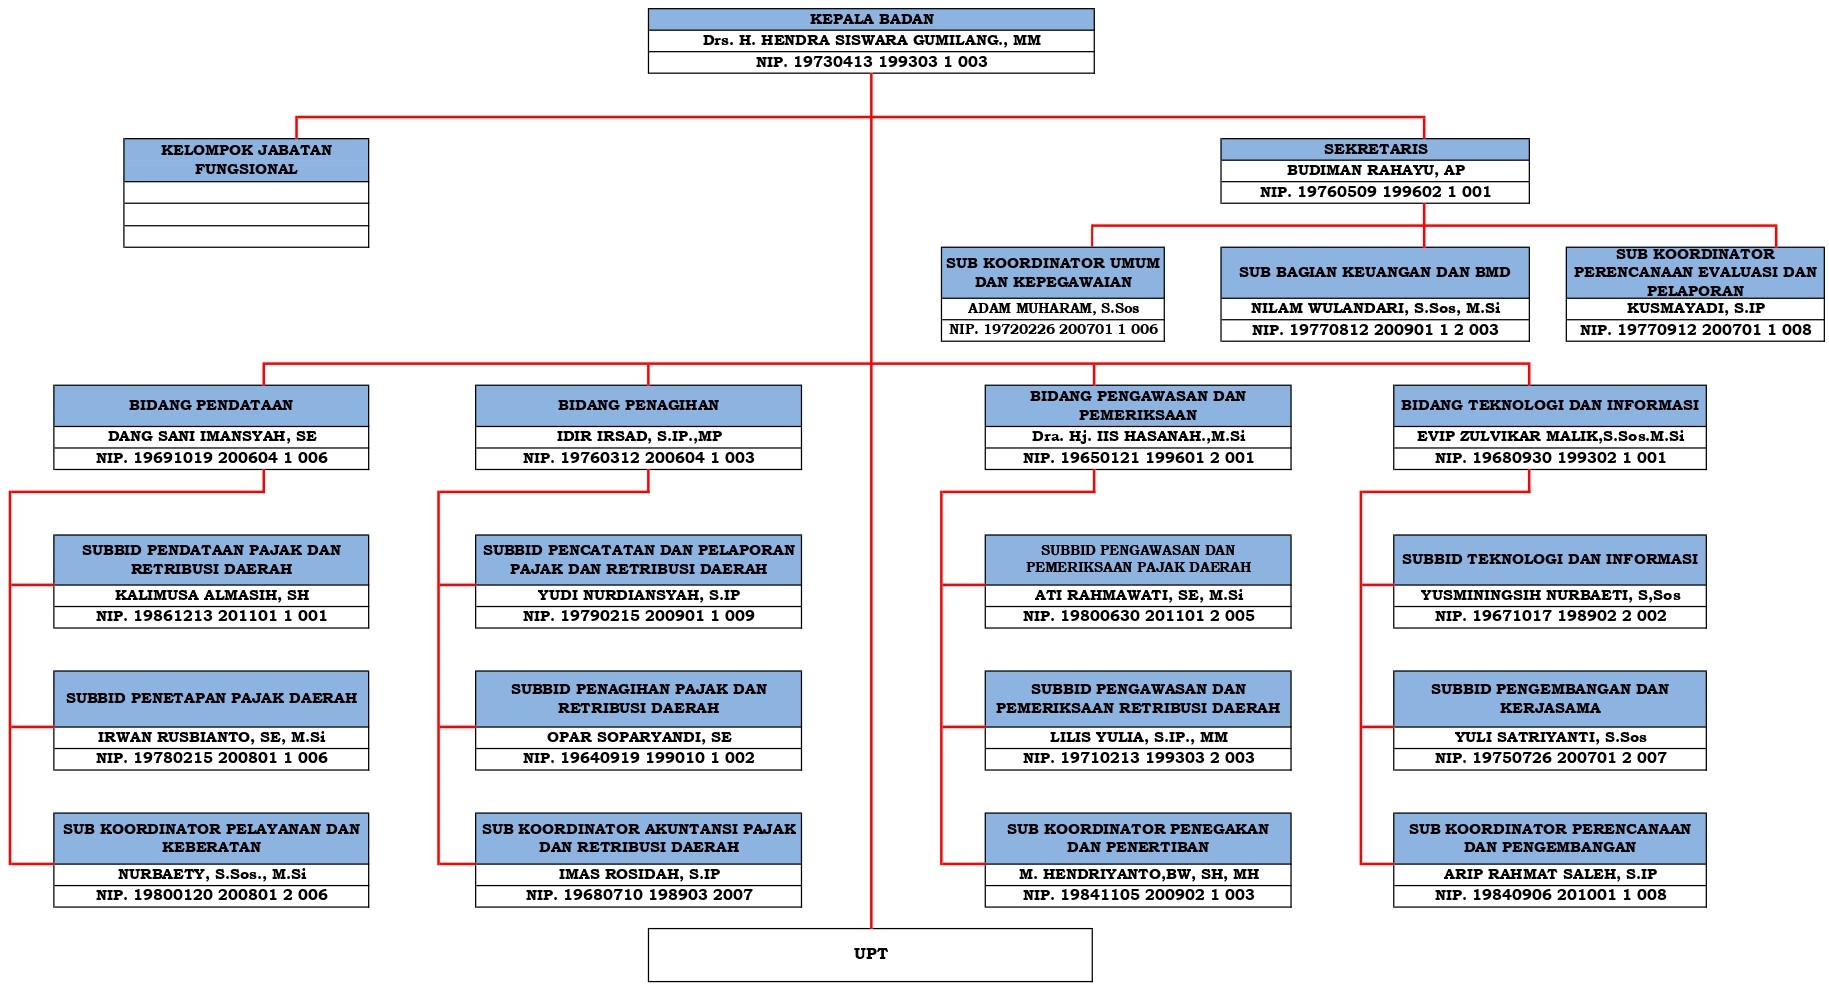 KEPALA BADAN
Drs. H. HENDRA SISWARA GUMILANG., MM
NIP. 19730413 199303 1 003
KELOMPOK JABATAN
FUNGSIONAL
SEKRETARIS
BUDIMAN RAHAYU, AP
NIP. 19760509 199602 1 001
SUB KOORDINATOR UMUM
DAN KEPEGAWAIAN
ADAM MUHARAM, S.Sos
NIP. 19720226 200701 1 006
SUB BAGIAN KEUANGAN DAN BMD
NILAM WULANDARI, S.Sos, M.Si
NIP. 19770812 200901 1 2 003
SUB KOORDINATOR
PERENCANAAN EVALUASI DAN
PELAPORAN
KUSMAYADI, S.IP
NIP. 19770912 200701 1 008
BIDANG PENDATAAN
DANG SANI IMANSYAH, SE
NIP. 19691019 200604 1 006
BIDANG PENAGIHAN
IDIR IRSAD, S.IP.,MP
NIP. 19760312 200604 1 003
BIDANG PENGAWASAN DAN
PEMERIKSAAN
Dra. Hj. IIS HASANAH.,M.Si
NIP. 19650121 199601 2 001
BIDANG TEKNOLOGI DAN INFORMASI
EVIP ZULVIKAR MALIK,S.Sos.M.Si
NIP. 19680930 199302 1 001
SUBBID PENDATAAN PAJAK DAN
RETRIBUSI DAERAH
KALIMUSA ALMASIH, SH
NIP. 19861213 201101 1 001
SUBBID PENCATATAN DAN PELAPORAN
PAJAK DAN RETRIBUSI DAERAH
YUDI NURDIANSYAH, S.IP
NIP. 19790215 200901 1 009
SUBBID PENGAWASAN DAN
PEMERIKSAAN PAJAK DAERAH
ATI RAHMAWATI, SE, M.Si
NIP. 19800630 201101 2 005
SUBBID TEKNOLOGI DAN INFORMASI
YUSMININGSIH NURBAETI, S,Sos
NIP. 19671017 198902 2 002
SUBBID PENETAPAN PAJAK DAERAH
IRWAN RUSBIANTO, SE, M.Si
NIP. 19780215 200801 1 006
SUBBID PENAGIHAN PAJAK DAN
RETRIBUSI DAERAH
OPAR SOPARYANDI, SE
NIP. 19640919 199010 1 002
SUBBID PENGAWASAN DAN
PEMERIKSAAN RETRIBUSI DAERAH
LILIS YULIA, S.IP., MM
NIP. 19710213 199303 2 003
SUBBID PENGEMBANGAN DAN
KERJASAMA
YULI SATRIYANTI, S.Sos
NIP. 19750726 200701 2 007
SUB KOORDINATOR PELAYANAN DAN
KEBERATAN
NURBAETY, S.Sos., M.Si
NIP. 19800120 200801 2 006
SUB KOORDINATOR AKUNTANSI PAJAK
DAN RETRIBUSI DAERAH
IMAS ROSIDAH, S.IP
NIP. 19680710 198903 2007
SUB KOORDINATOR PENEGAKAN
DAN PENERTIBAN
M. HENDRIYANTO,BW, SH, MH
NIP. 19841105 200902 1 003
SUB KOORDINATOR PERENCANAAN
DAN PENGEMBANGAN
ARIP RAHMAT SALEH, S.IP
NIP. 19840906 201001 1 008
UPT